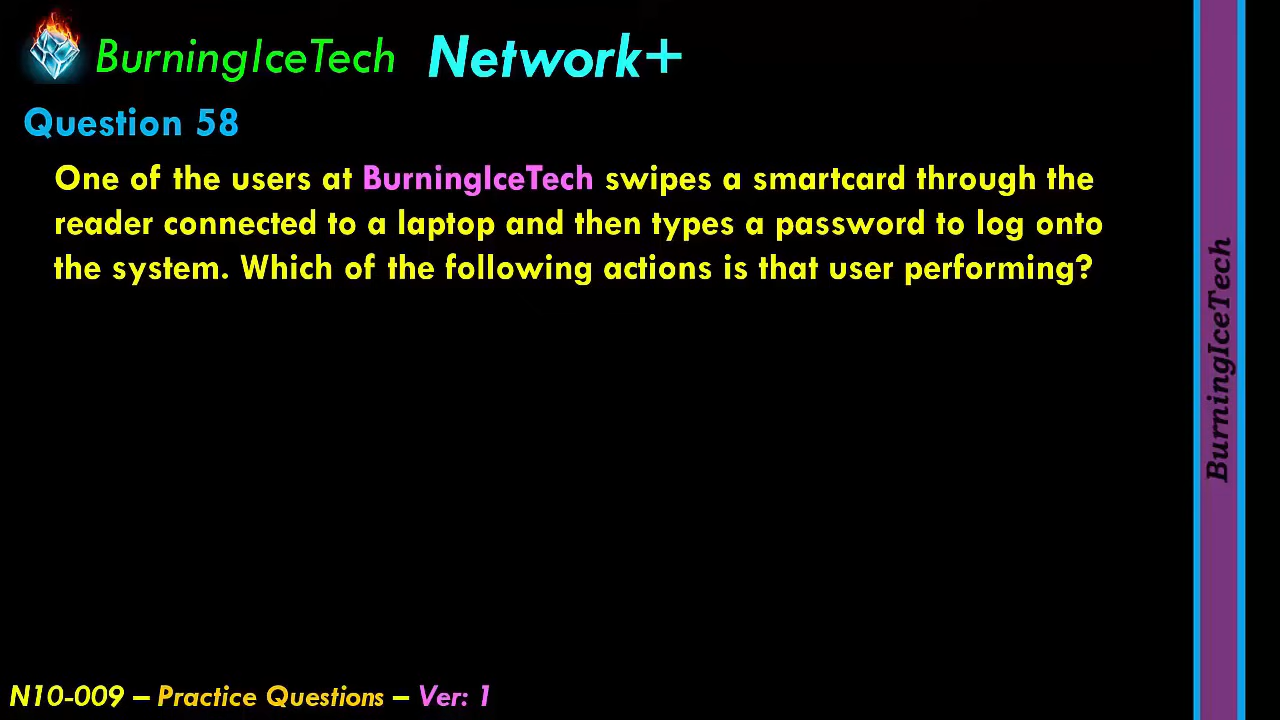 BurningIceTech Network+
Question 58
One of the users at BurningIceTech swipes a smartcard through the
reader connected to a laptop and then types a password to log onto
the system. Which of the following actions is that user performing?
BurningIceTech
N10-009 – Practice Questions – Ver: 1